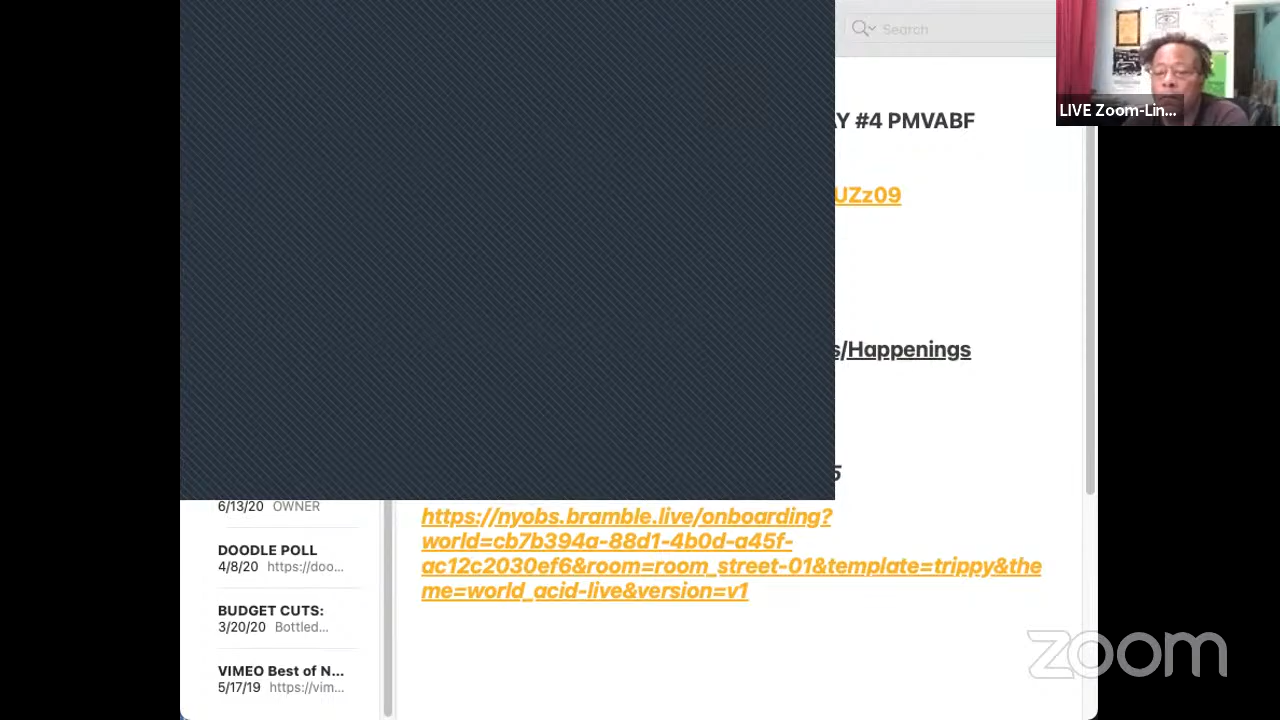 Search
LIVE Zoom-Lin...
#4 PMVABF
UZz09
/Happenings
6/13/20 OWNER
https://nyobs.bramble.live/onboarding?
world=cb7b394a-88d1-4b0d-a45f-
ac12c2030ef6&room=room_street-01&template=trippy&the
me=world_acid-live&version=v1
DOODLE POLL
4/8/20 https://doo...
BUDGET CUTS:
3/20/20 Bottled...
VIMEO Best of N...
5/17/19 https://vim...
zoom